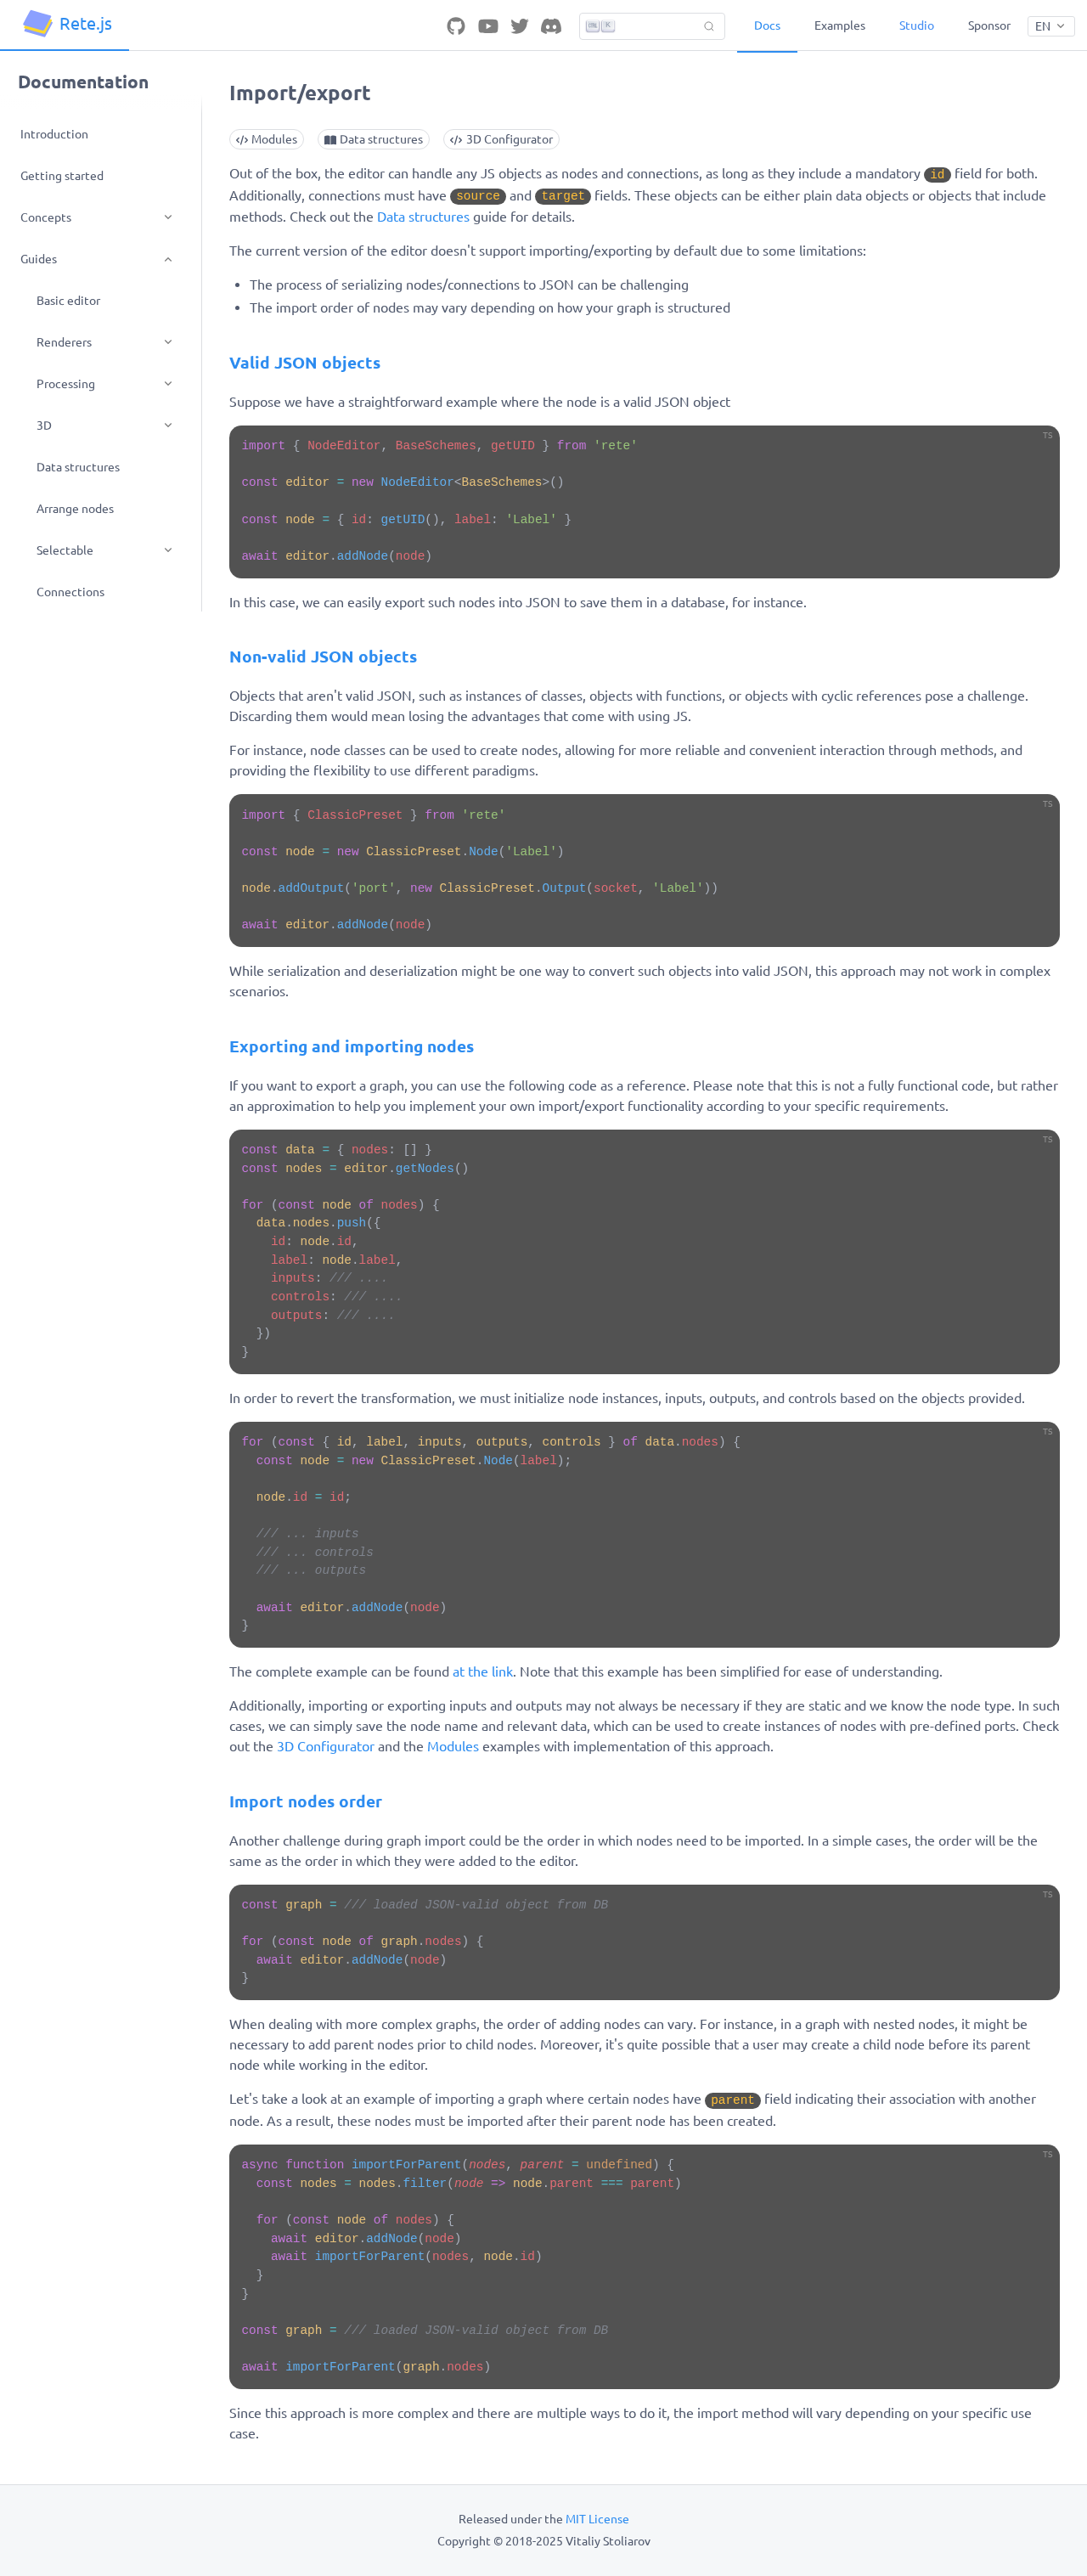 Rete.js
Ctrl K
Docs
Examples
Studio
Sponsor
EN
Documentation
Introduction
Getting started
Concepts
Guides
Basic editor
Renderers
Processing
3D
Data structures
Arrange nodes
Selectable
Connections
Import/export
Modules
Data structures
3D Configurator
Out of the box, the editor can handle any JS objects as nodes and connections, as long as they include a mandatory id field for both.
Additionally, connections must have source and target fields. These objects can be either plain data objects or objects that include
methods. Check out the Data structures guide for details.
The current version of the editor doesn't support importing/exporting by default due to some limitations:
• The process of serializing nodes/connections to JSON can be challenging
• The import order of nodes may vary depending on how your graph is structured
Valid JSON objects
Suppose we have a straightforward example where the node is a valid JSON object
TS
import { NodeEditor, BaseSchemes, getUID } from 'rete'
const editor = new NodeEditor<BaseSchemes>()
const node = { id: getUID(), label: 'Label' }
await editor.addNode(node)
In this case, we can easily export such nodes into JSON to save them in a database, for instance.
Non-valid JSON objects
Objects that aren't valid JSON, such as instances of classes, objects with functions, or objects with cyclic references pose a challenge.
Discarding them would mean losing the advantages that come with using JS.
For instance, node classes can be used to create nodes, allowing for more reliable and convenient interaction through methods, and
providing the flexibility to use different paradigms.
TS
import { ClassicPreset } from 'rete'
const node = new ClassicPreset.Node('Label')
node.addOutput('port', new ClassicPreset.Output(socket, 'Label'))
await editor.addNode(node)
While serialization and deserialization might be one way to convert such objects into valid JSON, this approach may not work in complex
scenarios.
Exporting and importing nodes
If you want to export a graph, you can use the following code as a reference. Please note that this is not a fully functional code, but rather
an approximation to help you implement your own import/export functionality according to your specific requirements.
TS
const data = { nodes: [] }
const nodes = editor.getNodes()
for (const node of nodes) {
data.nodes.push({
id: node.id,
label: node.label,
inputs: /// ....
controls: /// ....
outputs: /// ....
})
}
In order to revert the transformation, we must initialize node instances, inputs, outputs, and controls based on the objects provided.
TS
for (const { id, label, inputs, outputs, controls } of data.nodes) {
const node = new ClassicPreset.Node(label);
node.id = id;
/// ... inputs
/// ... controls
/// ... outputs
await editor.addNode(node)
}
The complete example can be found at the link. Note that this example has been simplified for ease of understanding.
Additionally, importing or exporting inputs and outputs may not always be necessary if they are static and we know the node type. In such
cases, we can simply save the node name and relevant data, which can be used to create instances of nodes with pre-defined ports. Check
out the 3D Configurator and the Modules examples with implementation of this approach.
Import nodes order
Another challenge during graph import could be the order in which nodes need to be imported. In a simple cases, the order will be the
same as the order in which they were added to the editor.
TS
const graph = /// loaded JSON-valid object from DB
for (const node of graph.nodes) {
await editor.addNode(node)
}
When dealing with more complex graphs, the order of adding nodes can vary. For instance, in a graph with nested nodes, it might be
necessary to add parent nodes prior to child nodes. Moreover, it's quite possible that a user may create a child node before its parent
node while working in the editor.
Let's take a look at an example of importing a graph where certain nodes have parent field indicating their association with another
node. As a result, these nodes must be imported after their parent node has been created.
TS
async function importForParent(nodes, parent = undefined) {
const nodes = nodes.filter(node => node.parent === parent)
for (const node of nodes) {
await editor.addNode(node)
await importForParent(nodes, node.id)
}
}
const graph = /// loaded JSON-valid object from DB
await importForParent(graph.nodes)
Since this approach is more complex and there are multiple ways to do it, the import method will vary depending on your specific use
case.
Released under the MIT License
Copyright © 2018-2025 Vitaliy Stoliarov